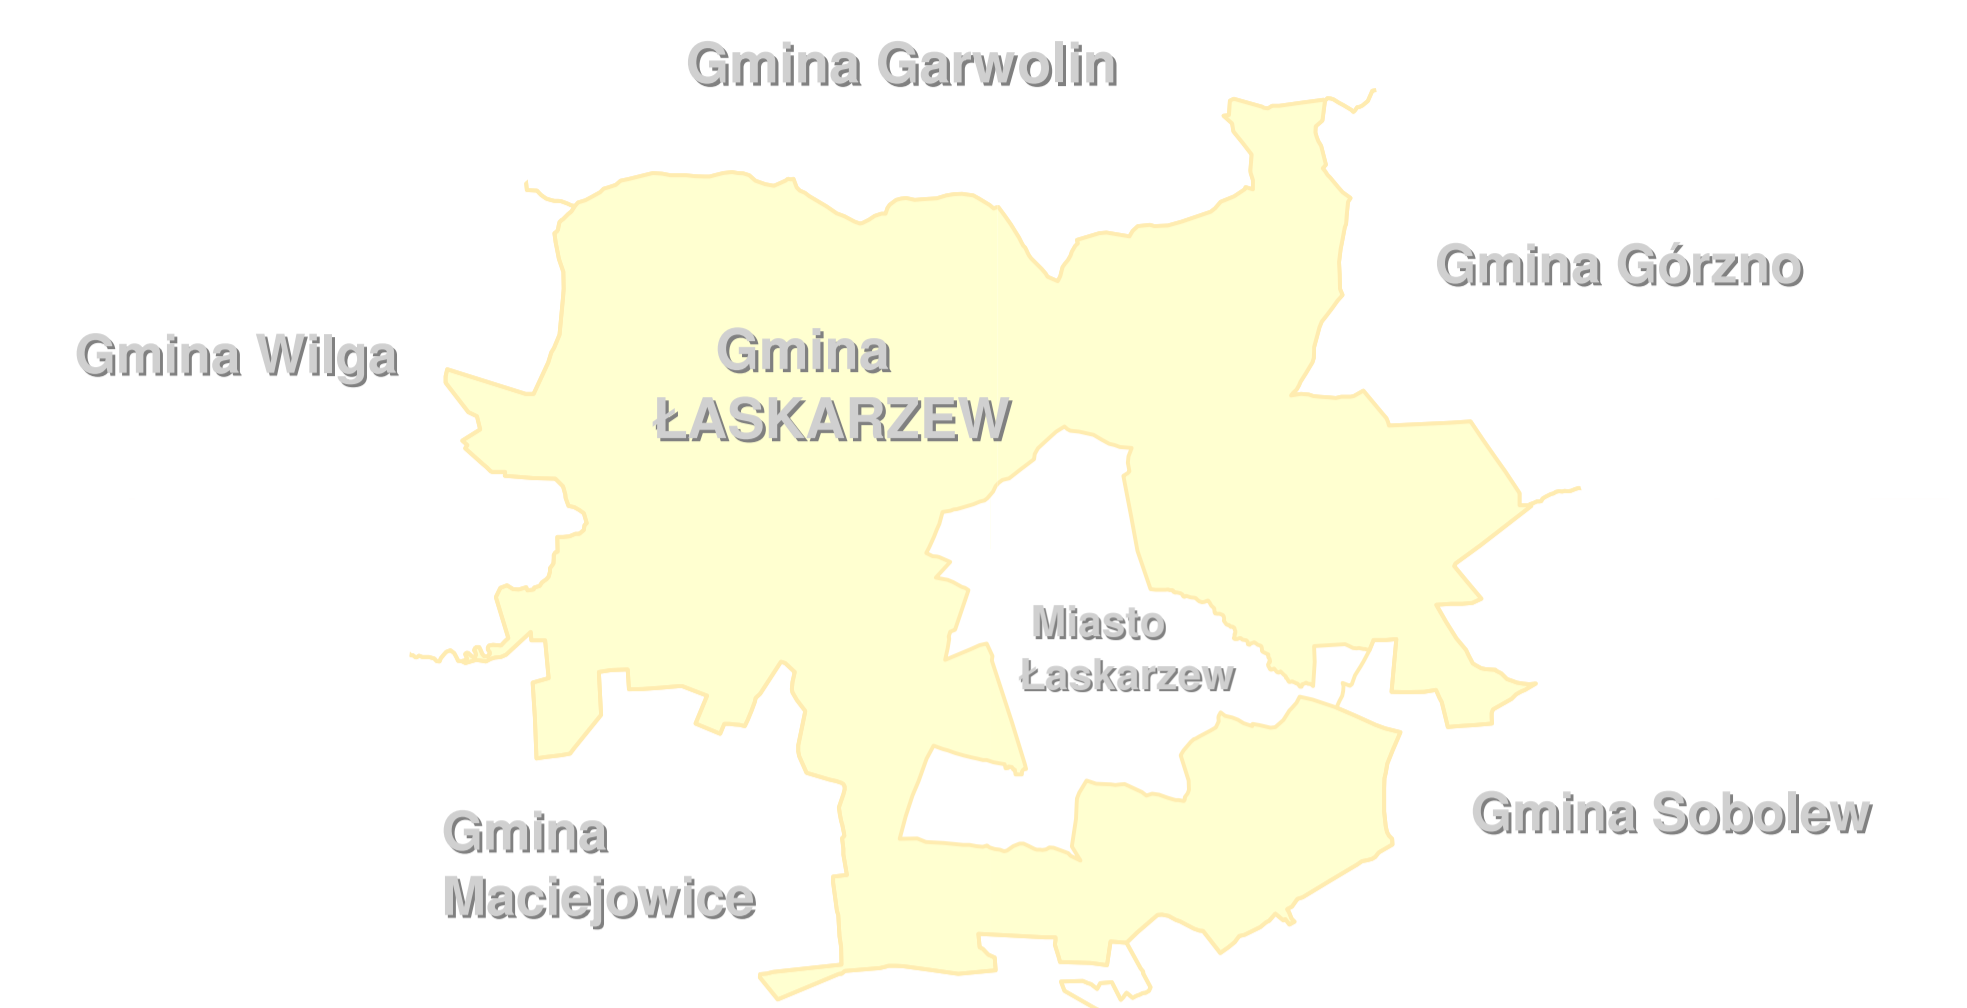 Gmina Garwolin
Gmina Górzno
Gmina Wilga
Gmina
ŁASKARZEW
Miasto
Łaskarzew
Gmina Sobolew
Gmina
Maciejowice